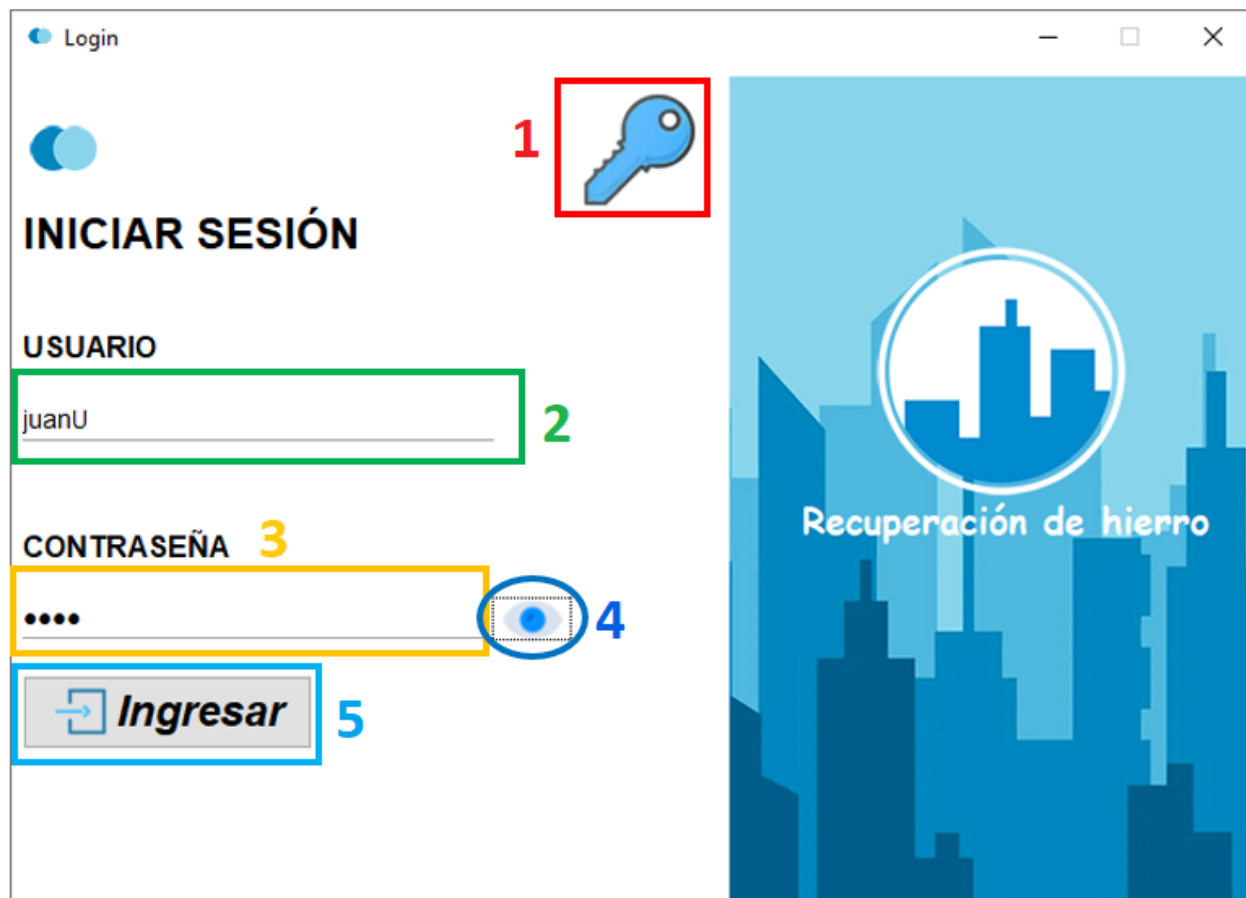 Login
1
INICIAR SESIÓN
USUARIO
juanU
2
CONTRASEÑA 3
••••
4
Ingresar
5
Recuperación de hierro